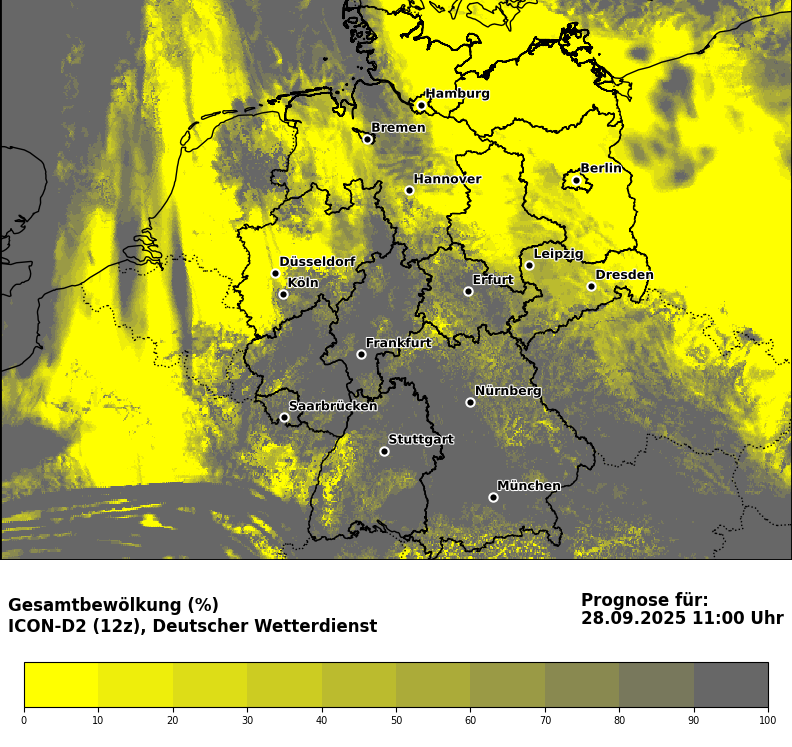 Hamburg
Bremen
Berlin
Hannover
Leipzig
Düsseldorf
Dresden
Köln
Erfurt
Frankfurt
Nürnberg
Saarbrücken
Stuttgart
München
Gesamtbewölkung (%)
ICON-D2 (12z), Deutscher Wetterdienst
Prognose für:
28.09.2025 11:00 Uhr
0 10 20 30 40 50 60 70 80 90 100